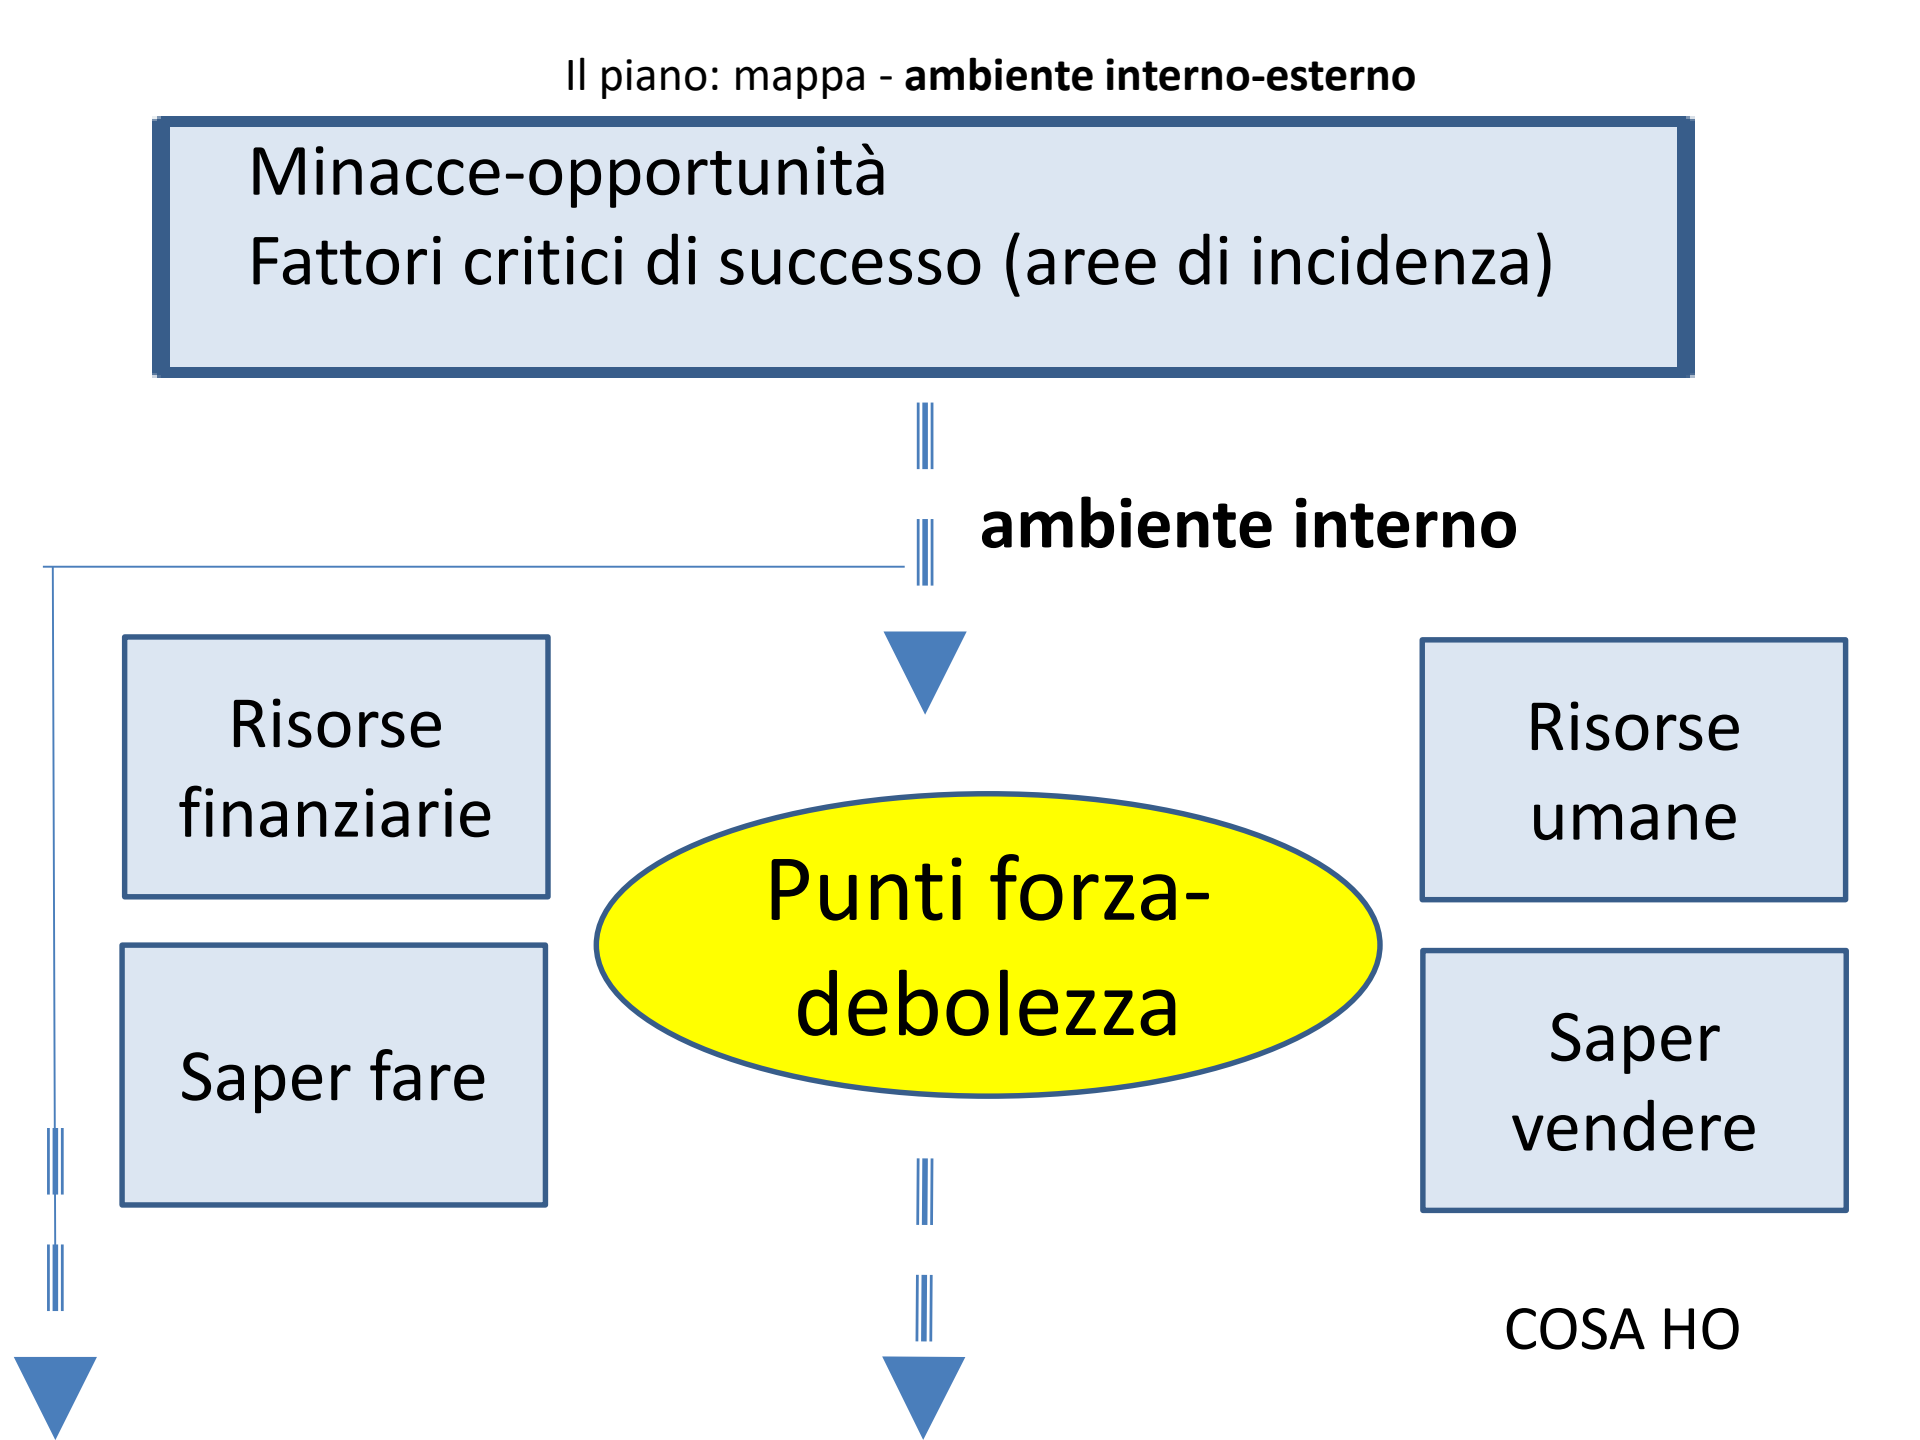 Il piano: mappa - ambiente interno-esterno
Minacce-opportunità
Fattori critici di successo (aree di incidenza)
ambiente interno
Risorse
finanziarie
Risorse
umane
Punti forza-
debolezza
Saper fare
Saper
vendere
COSA HO